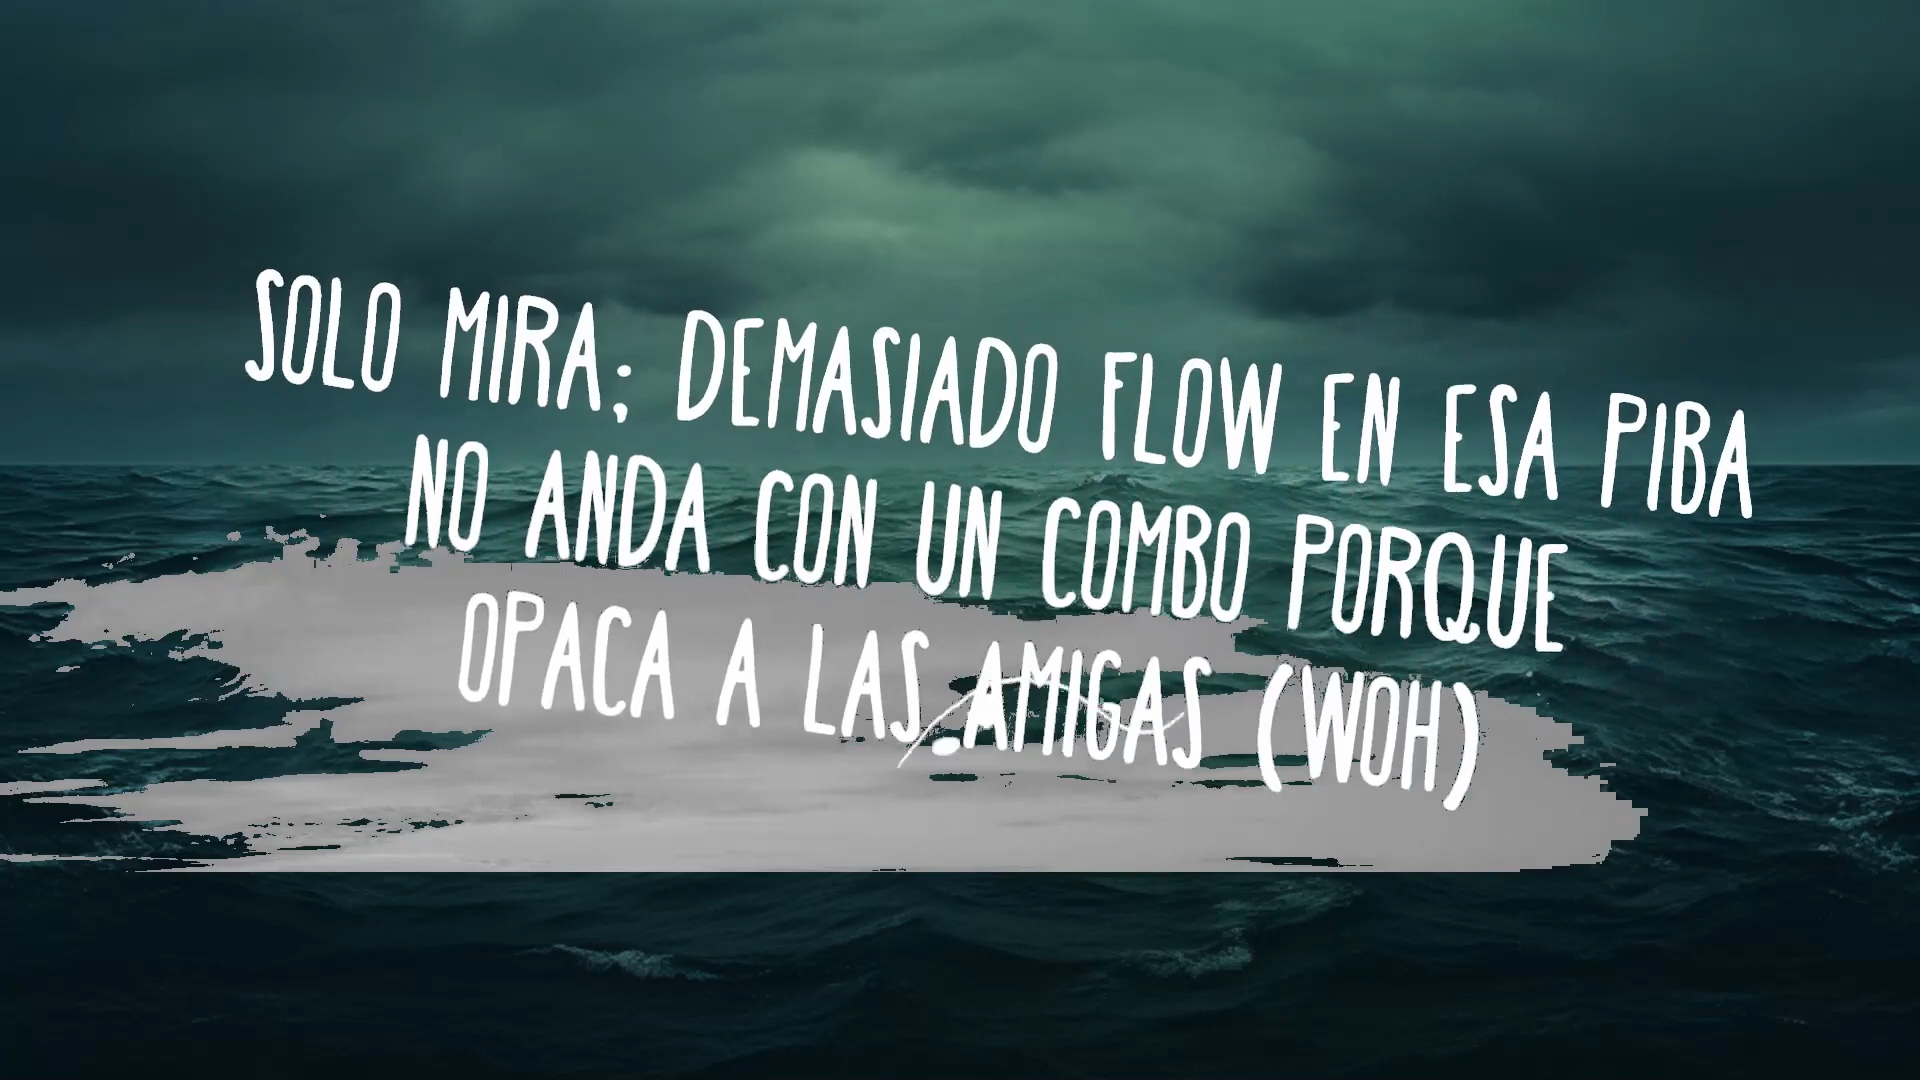 SOLO MIRA; DEMASIADO FLOW EN ESA PIBA
NO ANDA CON UN COMBO PORQUE
OPACA A LAS AMIGAS (WOH)